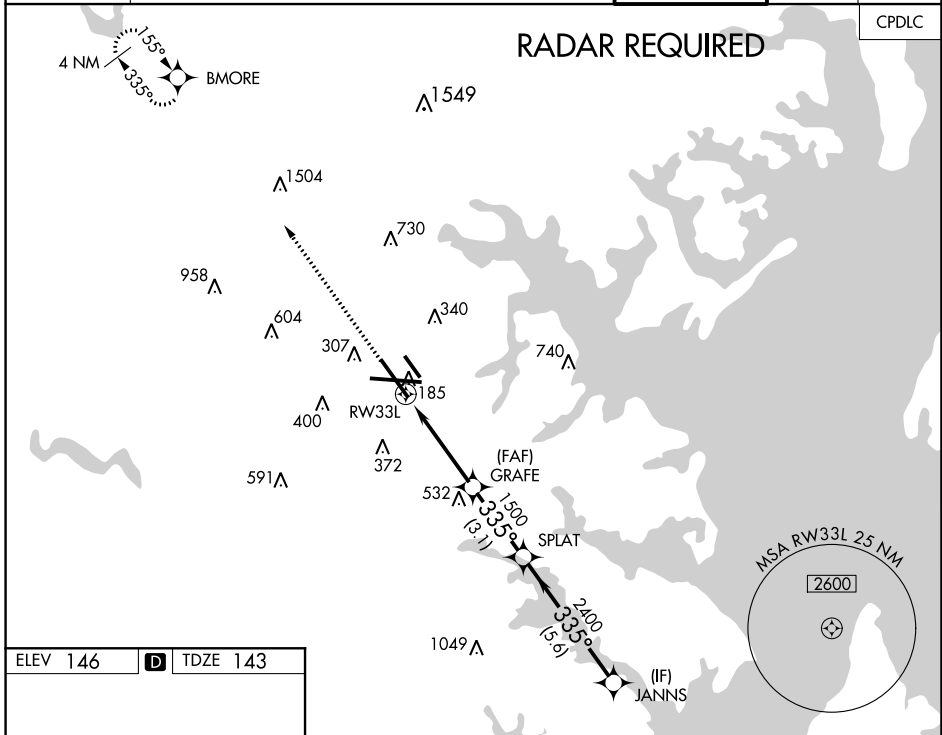 CPDLC
RADAR REQUIRED
155°
4 NM
335°
BMORE
1549
1504
730
958
340
604
307
740
185
RW33L
400
372
(FAF)
GRAFE
591
532
1500
335°
(3.1)
SPLAT
MSA RW33L 25 NM
2600
2400
335°
(5.6)
1049
(IF)
JANNS
ELEV 146 D TDZE 143